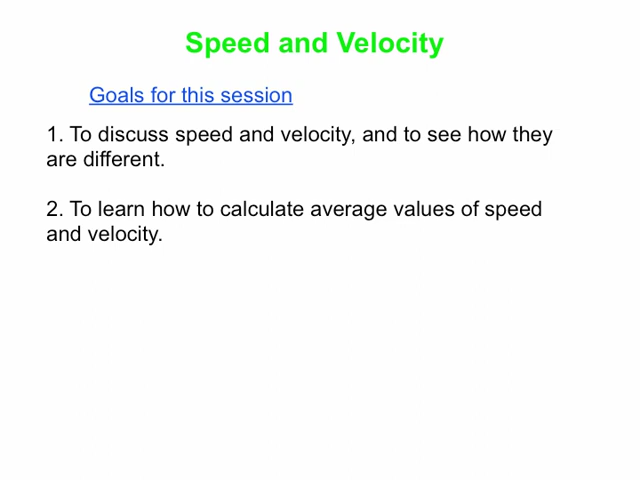 Speed and Velocity
Goals for this session
1. To discuss speed and velocity, and to see how they
are different.
2. To learn how to calculate average values of speed
and velocity.